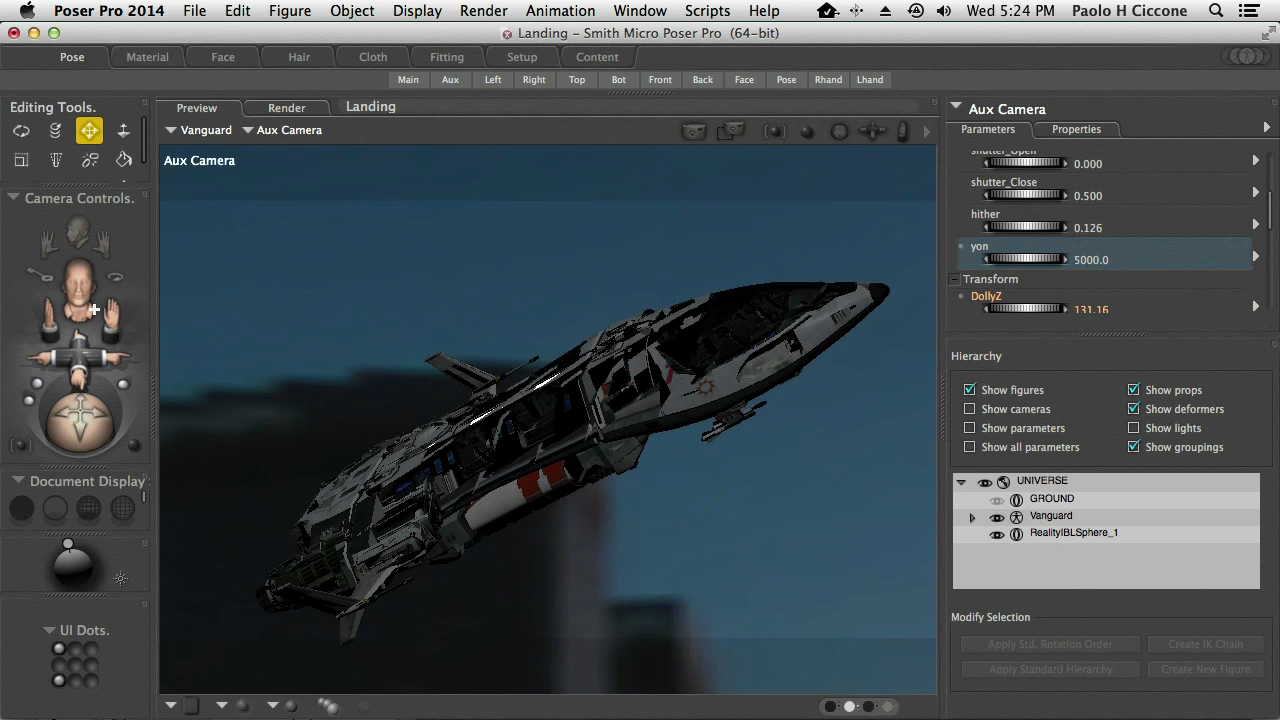 Poser Pro 2014 File Edit Figure Object Display Render Animation Window Scripts Help Wed 5:24 PM Paolo H Ciccone
Landing – Smith Micro Poser Pro (64-bit)
Pose Material Face Hair Cloth Fitting Setup Content
Main Aux Left Right Top Bot Front Back Face Pose Rhand Lhand
Editing Tools.
Preview Render Landing
Vanguard Aux Camera
Aux Camera
Camera Controls.
Document Display
UI Dots.
Aux Camera
Parameters Properties
shutter_Open
0.000
shutter_Close
0.500
hither
0.126
yon
5000.0
Transform
DollyZ
131.16
Hierarchy
Show figures Show props
Show cameras Show deformers
Show parameters Show lights
Show all parameters Show groupings
UNIVERSE
GROUND
Vanguard
RealityIBLSphere_1
Modify Selection
Apply Std. Rotation Order Create IK Chain
Apply Standard Hierarchy Create New Figure